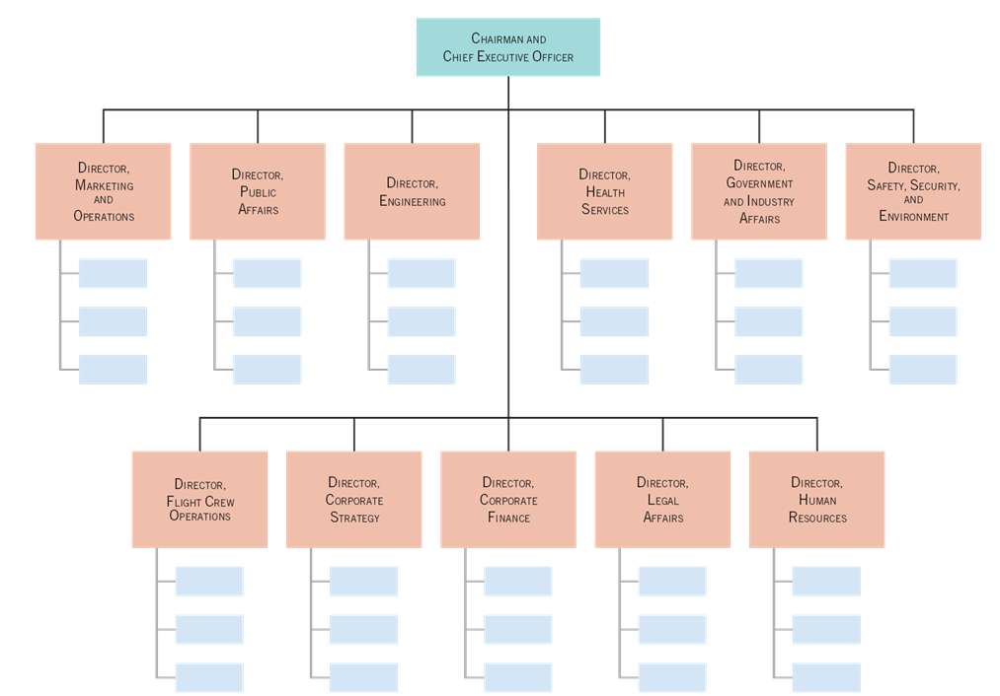 Chairman and
Chief Executive Officer
Director,
Marketing
and
Operations
Director,
Public
Affairs
Director,
Engineering
Director,
Health
Services
Director,
Government
and Industry
Affairs
Director,
Safety, Security,
and
Environment
Director,
Flight Crew
Operations
Director,
Corporate
Strategy
Director,
Corporate
Finance
Director,
Legal
Affairs
Director,
Human
Resources